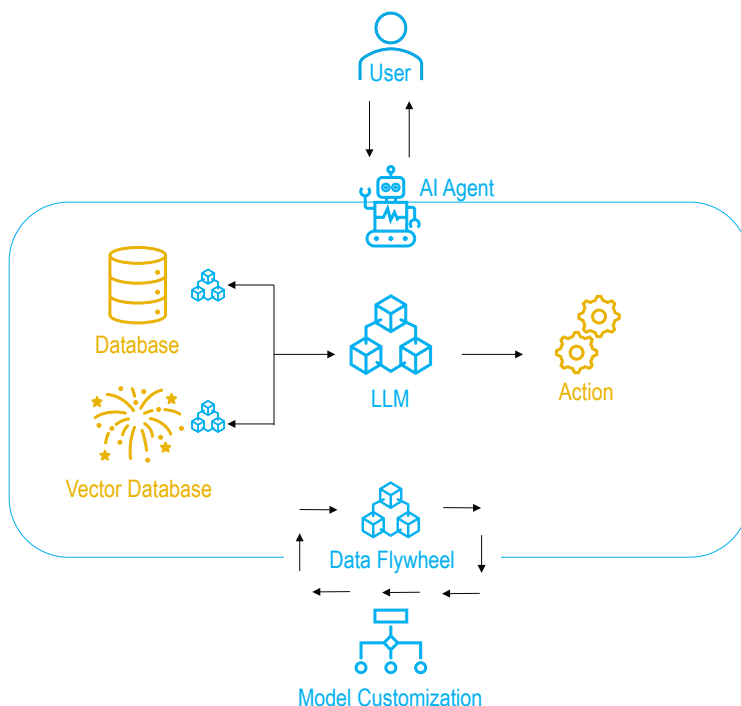 User
AI Agent
Database
LLM
Action
Vector Database
Data Flywheel
Model Customization